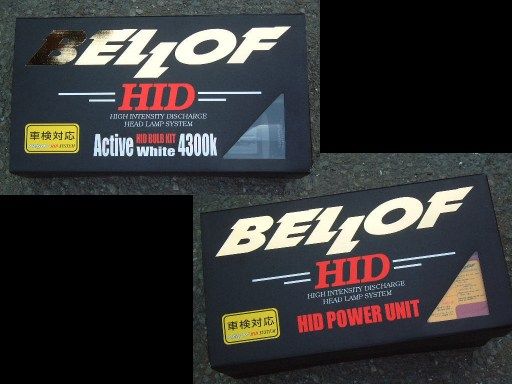 BELLOF
HID
HIGH INTENSITY DISCHARGE
HEAD LAMP SYSTEM
車検対応
Active HID BULB KIT White 4300k
BELLOF
HID
HIGH INTENSITY DISCHARGE
HEAD LAMP SYSTEM
車検対応
HID POWER UNIT